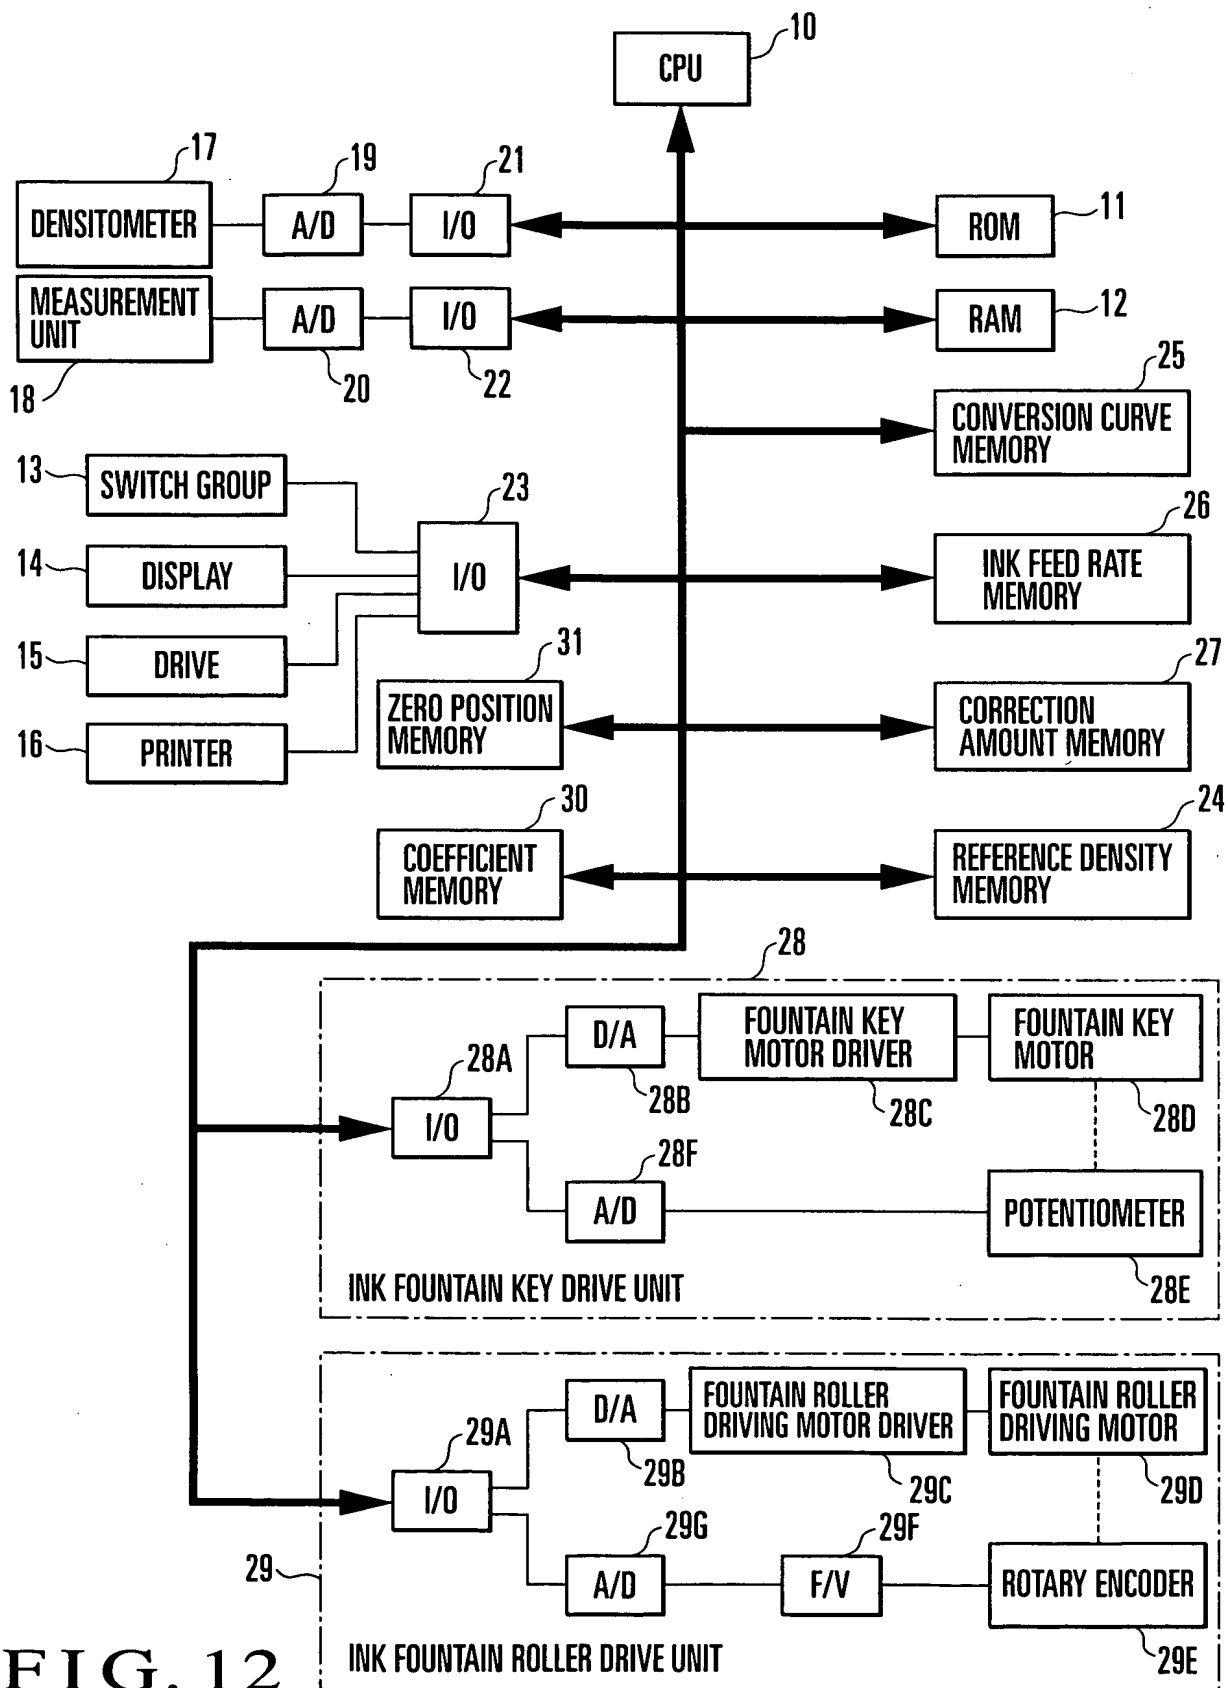 10
CPU
17
19
21
DENSITOMETER
A/D
I/O
ROM
11
MEASUREMENT
UNIT
A/D
I/O
RAM
12
18
20
22
25
CONVERSION CURVE
MEMORY
13
SWITCH GROUP
23
26
14
DISPLAY
I/O
INK FEED RATE
MEMORY
15
DRIVE
31
27
ZERO POSITION
MEMORY
CORRECTION
AMOUNT MEMORY
16
PRINTER
30
24
COEFFICIENT
MEMORY
REFERENCE DENSITY
MEMORY
28
28A
I/O
D/A
28B
FOUNTAIN KEY
MOTOR DRIVER
28C
FOUNTAIN KEY
MOTOR
28D
28F
A/D
POTENTIOMETER
28E
INK FOUNTAIN KEY DRIVE UNIT
29A
I/O
D/A
29B
FOUNTAIN ROLLER
DRIVING MOTOR DRIVER
29C
FOUNTAIN ROLLER
DRIVING MOTOR
29D
29G
29F
29
A/D
F/V
ROTARY ENCODER
29E
INK FOUNTAIN ROLLER DRIVE UNIT
FIG. 12